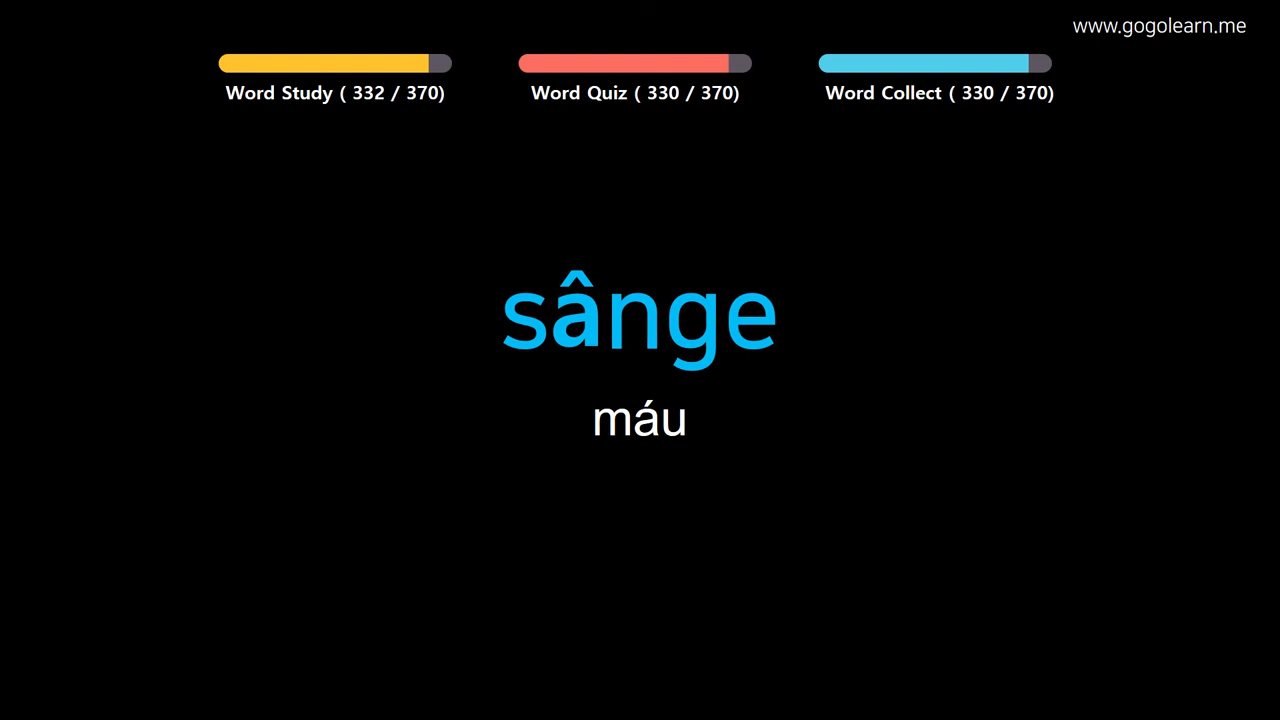 www.gogolearn.me
Word Study ( 332 / 370)
Word Quiz ( 330 / 370)
Word Collect ( 330 / 370)
sânge
máu